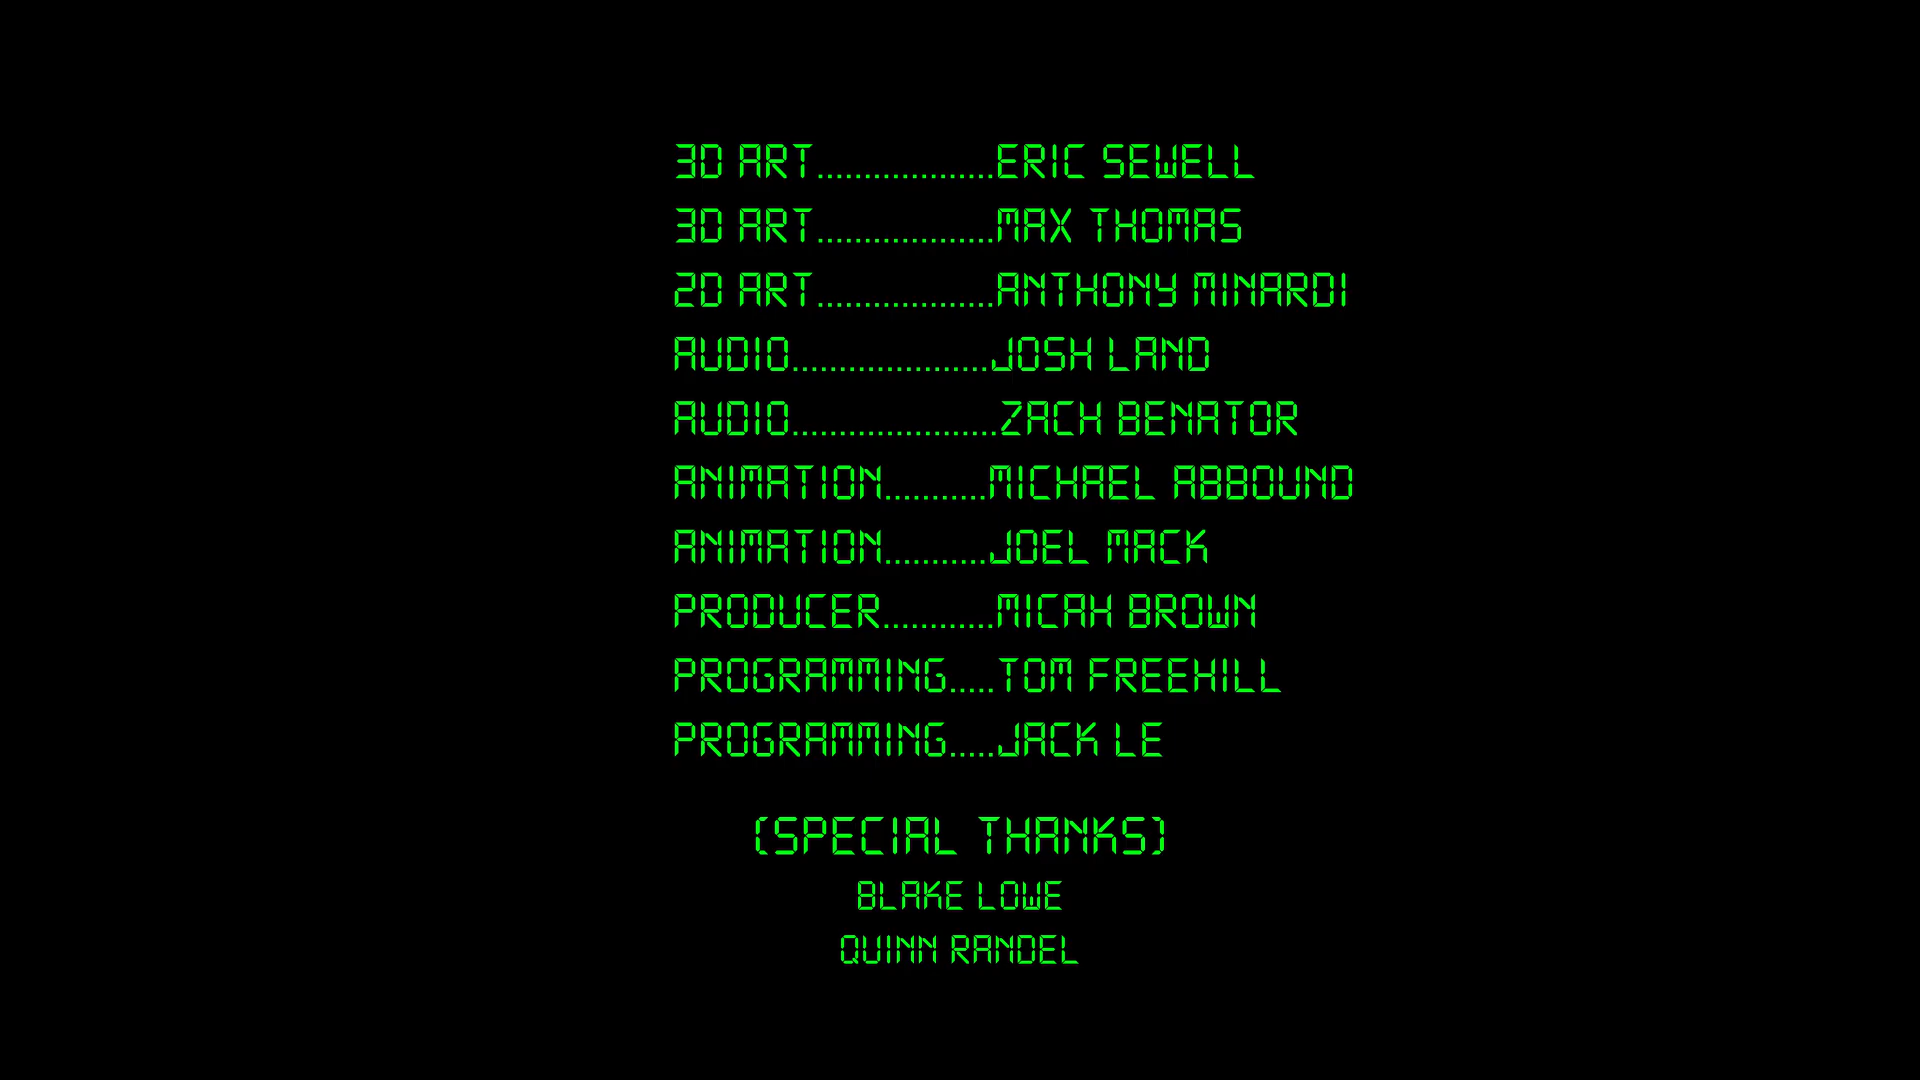 3D ART...................ERIC SEWELL
3D ART...................MAX THOMAS
2D ART...................ANTHONY MINARDI
AUDIO.....................JOSH LAND
AUDIO......................ZACH BENATOR
ANIMATION...........MICHAEL ABBOUND
ANIMATION...........JOEL MACK
PRODUCER............MICAH BROWN
PROGRAMMING.....TOM FREEHILL
PROGRAMMING.....JACK LE
(SPECIAL THANKS)
BLAKE LOWE
QUINN RANDEL